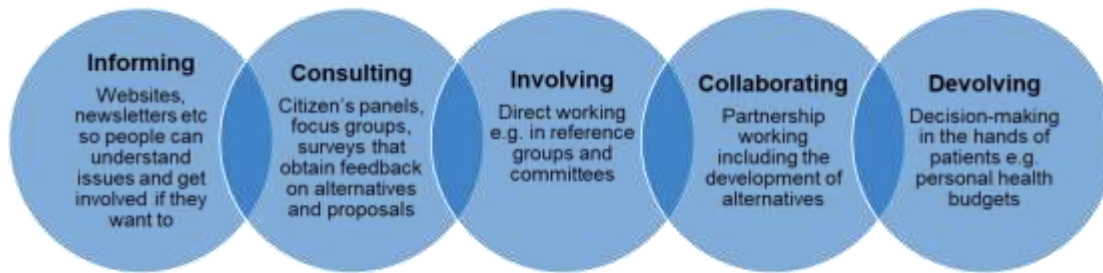 Informing
Websites,
newsletters etc
so people can
understand
issues and get
involved if they
want to
Consulting
Citizen's panels,
focus groups,
surveys that
obtain feedback
on alternatives
and proposals
Involving
Direct working
e.g. in reference
groups and
committees
Collaborating
Partnership
working
including the
development of
alternatives
Devolving
Decision-making
in the hands of
patients e.g.
personal health
budgets